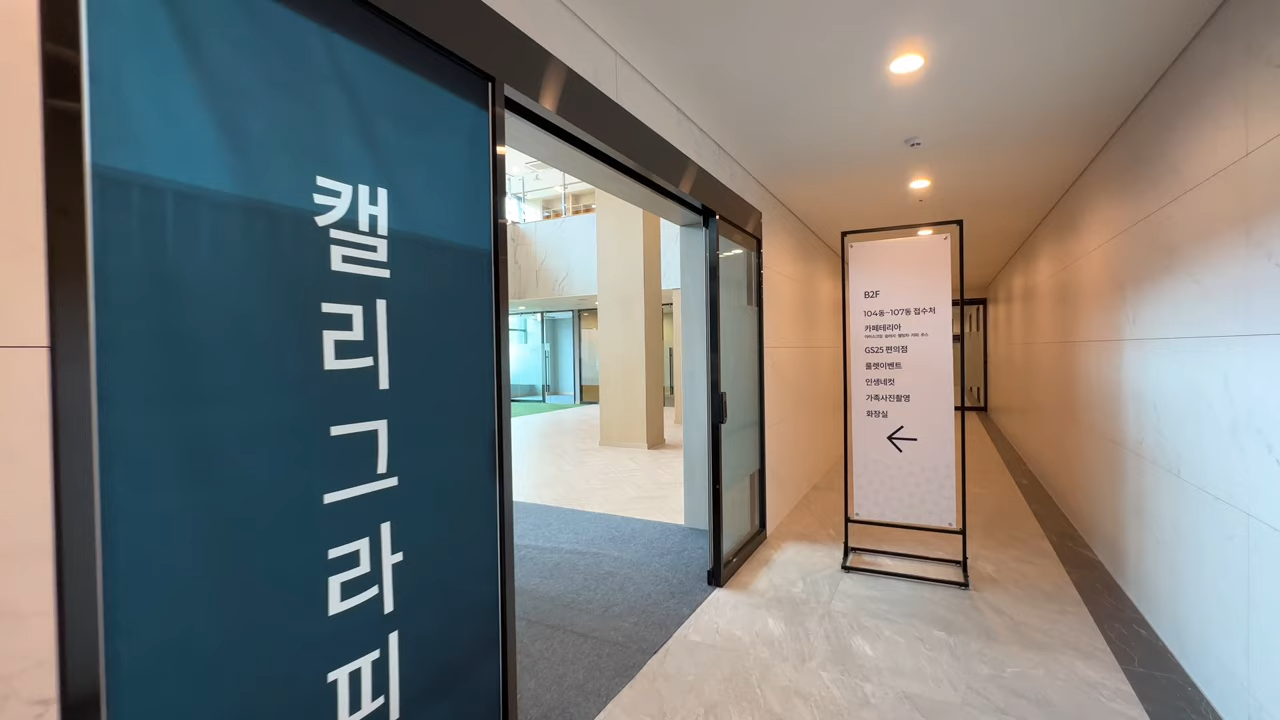 캘리그라피
B2F
104동~107동 접수처
카페테리아
GS25 편의점
룰렛이벤트
인생네컷
가족사진촬영
화장실